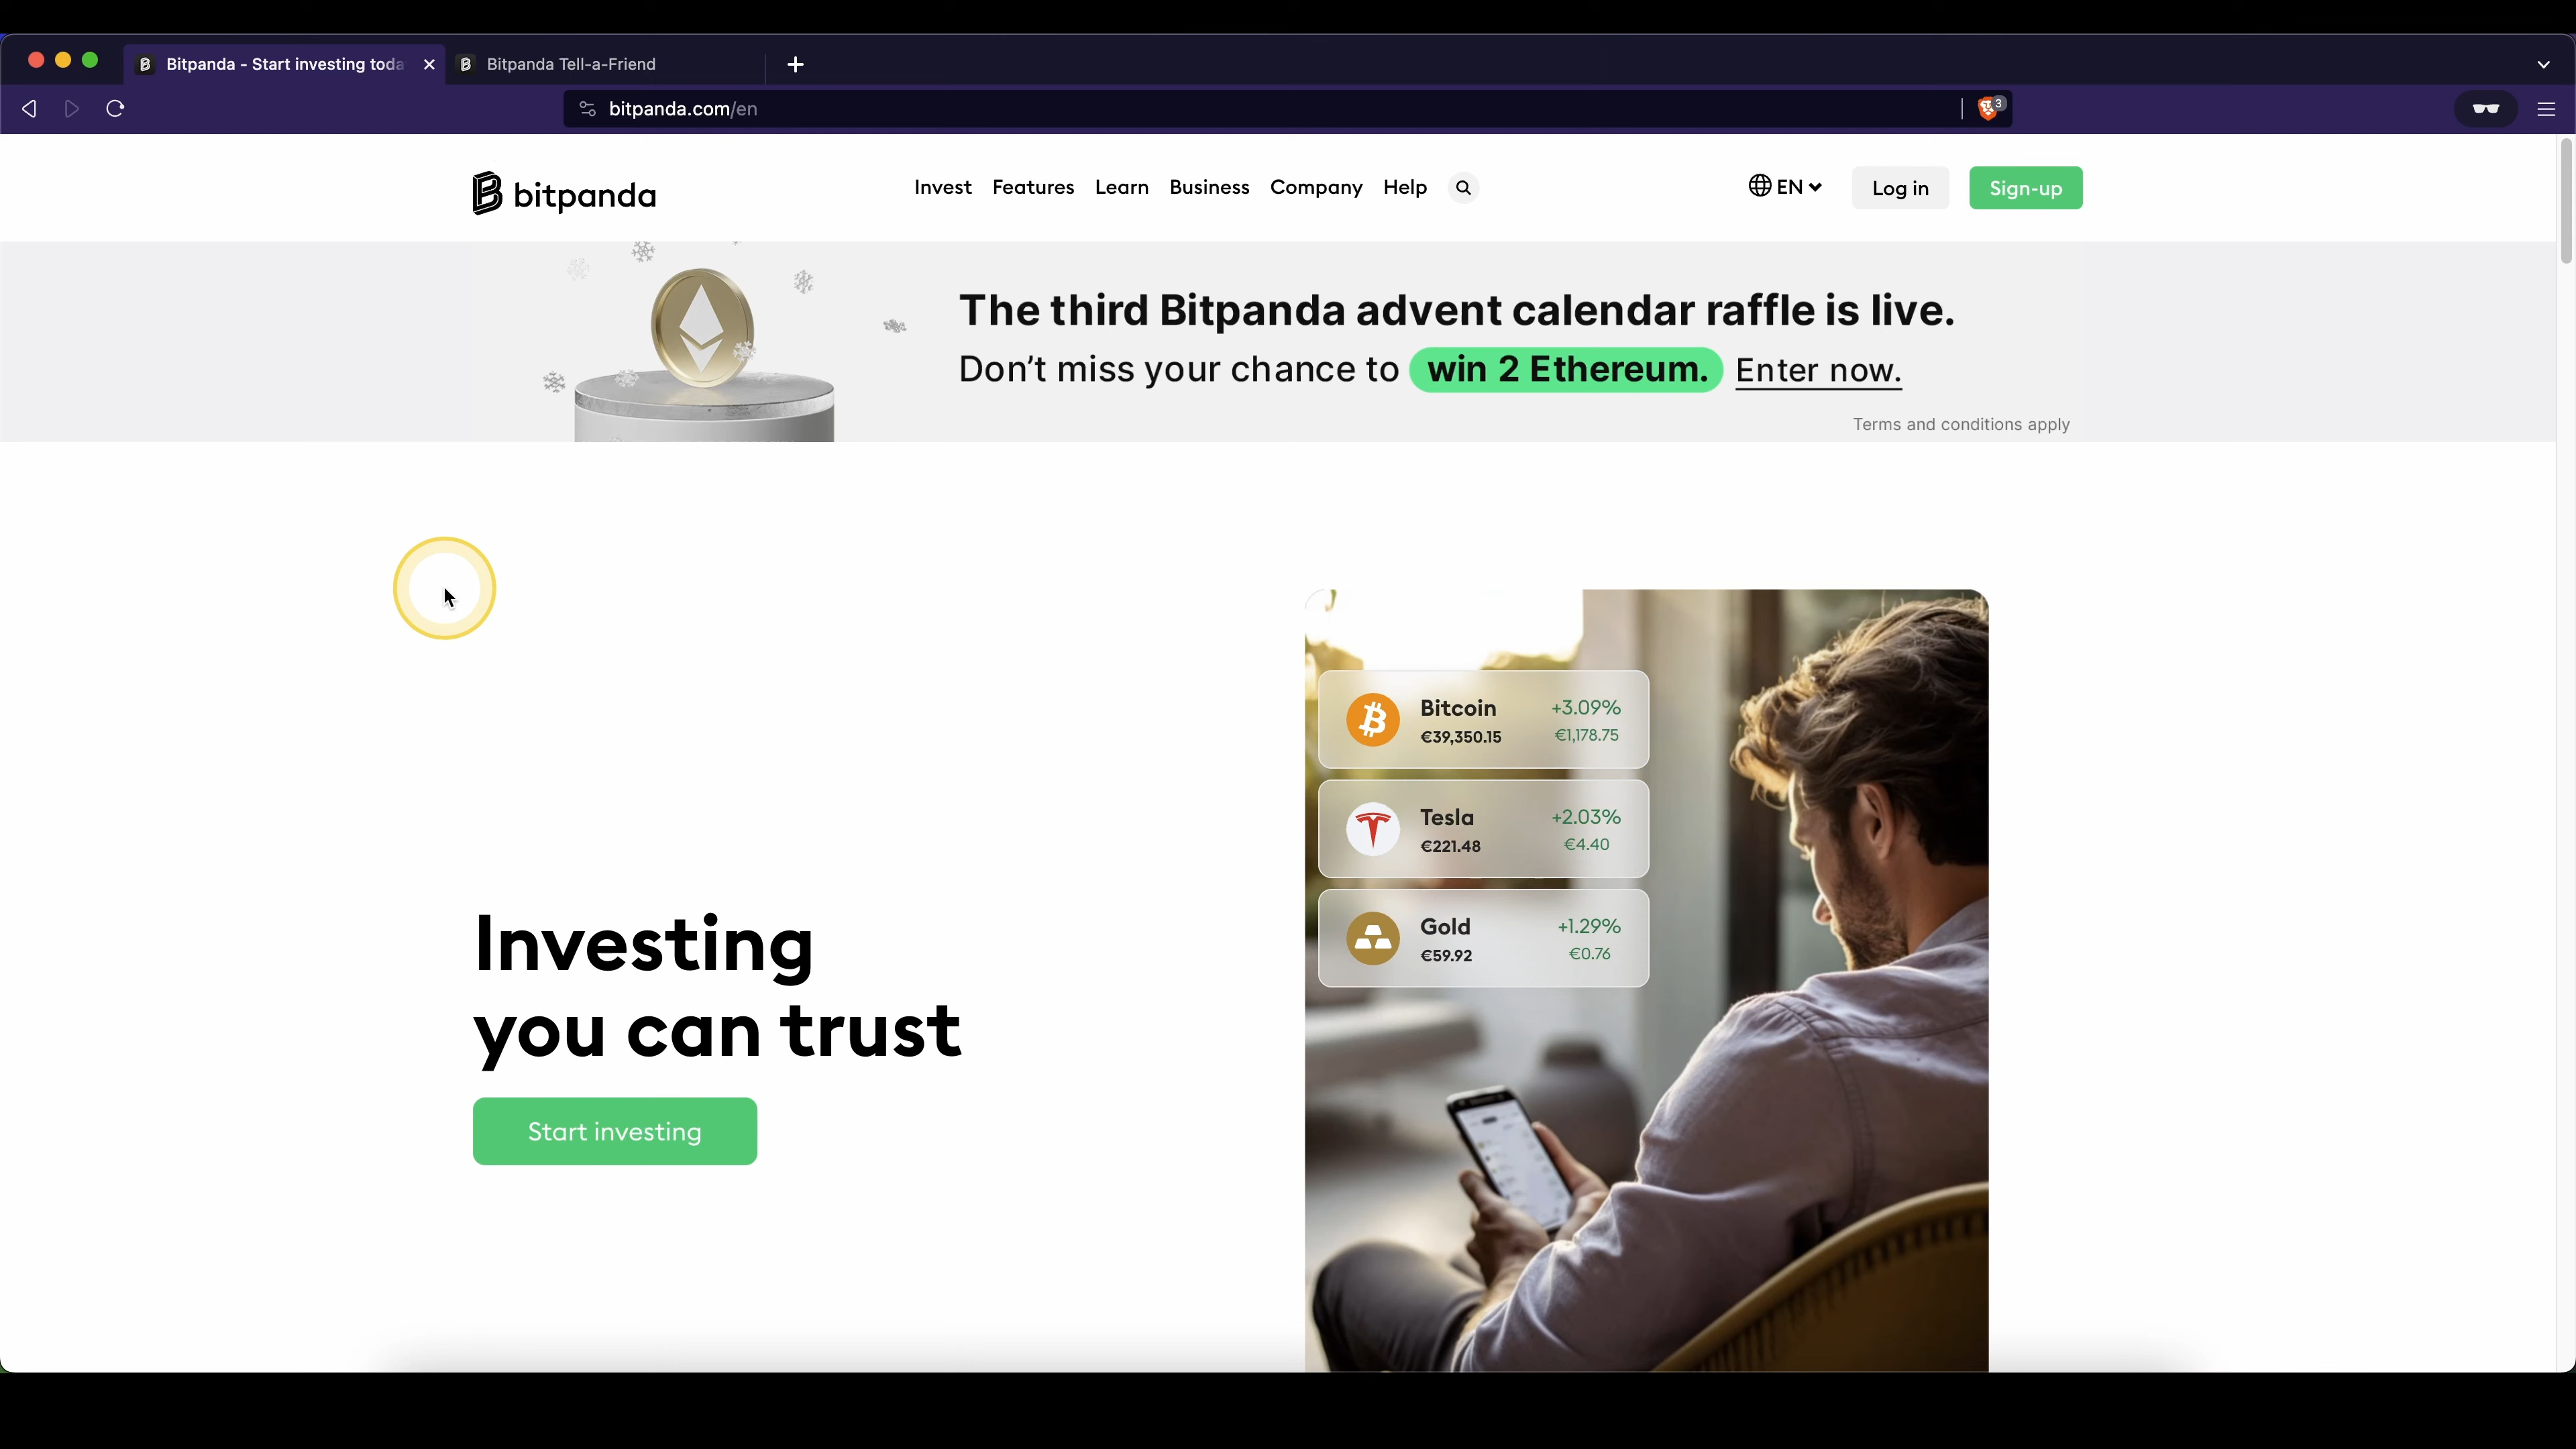 Bitpanda - Start investing toda
Bitpanda Tell-a-Friend
bitpanda.com/en
3
bitpanda
Invest
Features
Learn
Business
Company
Help
EN
Log in
Sign-up
The third Bitpanda advent calendar raffle is live.
Don't miss your chance to win 2 Ethereum. Enter now.
Terms and conditions apply
Bitcoin +3.09%
€39,350.15 €1,178.75
Tesla +2.03%
€221.48 €4.40
Gold +1.29%
€59.92 €0.76
Investing
you can trust
Start investing